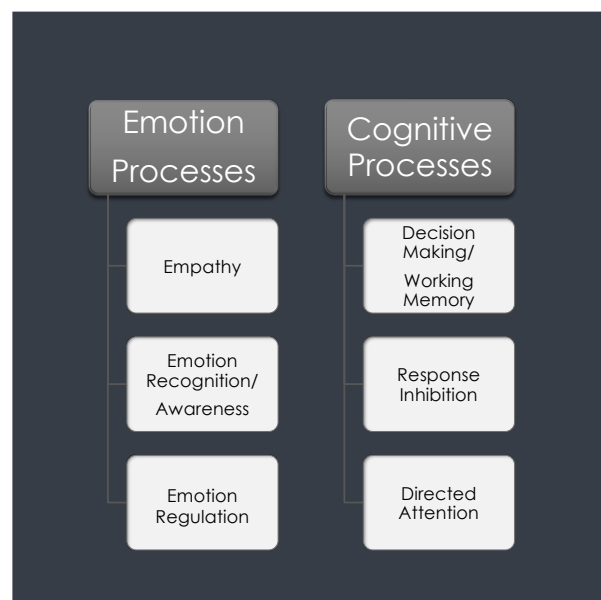 Emotion
Processes
Empathy
Emotion
Recognition/
Awareness
Emotion
Regulation
Cognitive
Processes
Decision
Making/
Working
Memory
Response
Inhibition
Directed
Attention